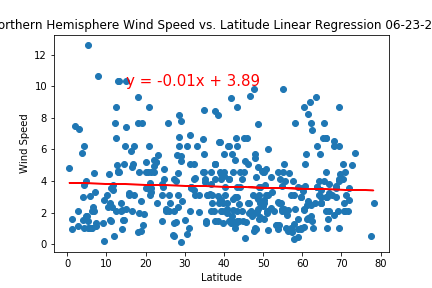 orthern Hemisphere Wind Speed vs. Latitude Linear Regression 06-23-2
y = -0.01x + 3.89
Wind Speed
12
10
8
6
4
2
0
0 10 20 30 40 50 60 70 80
Latitude